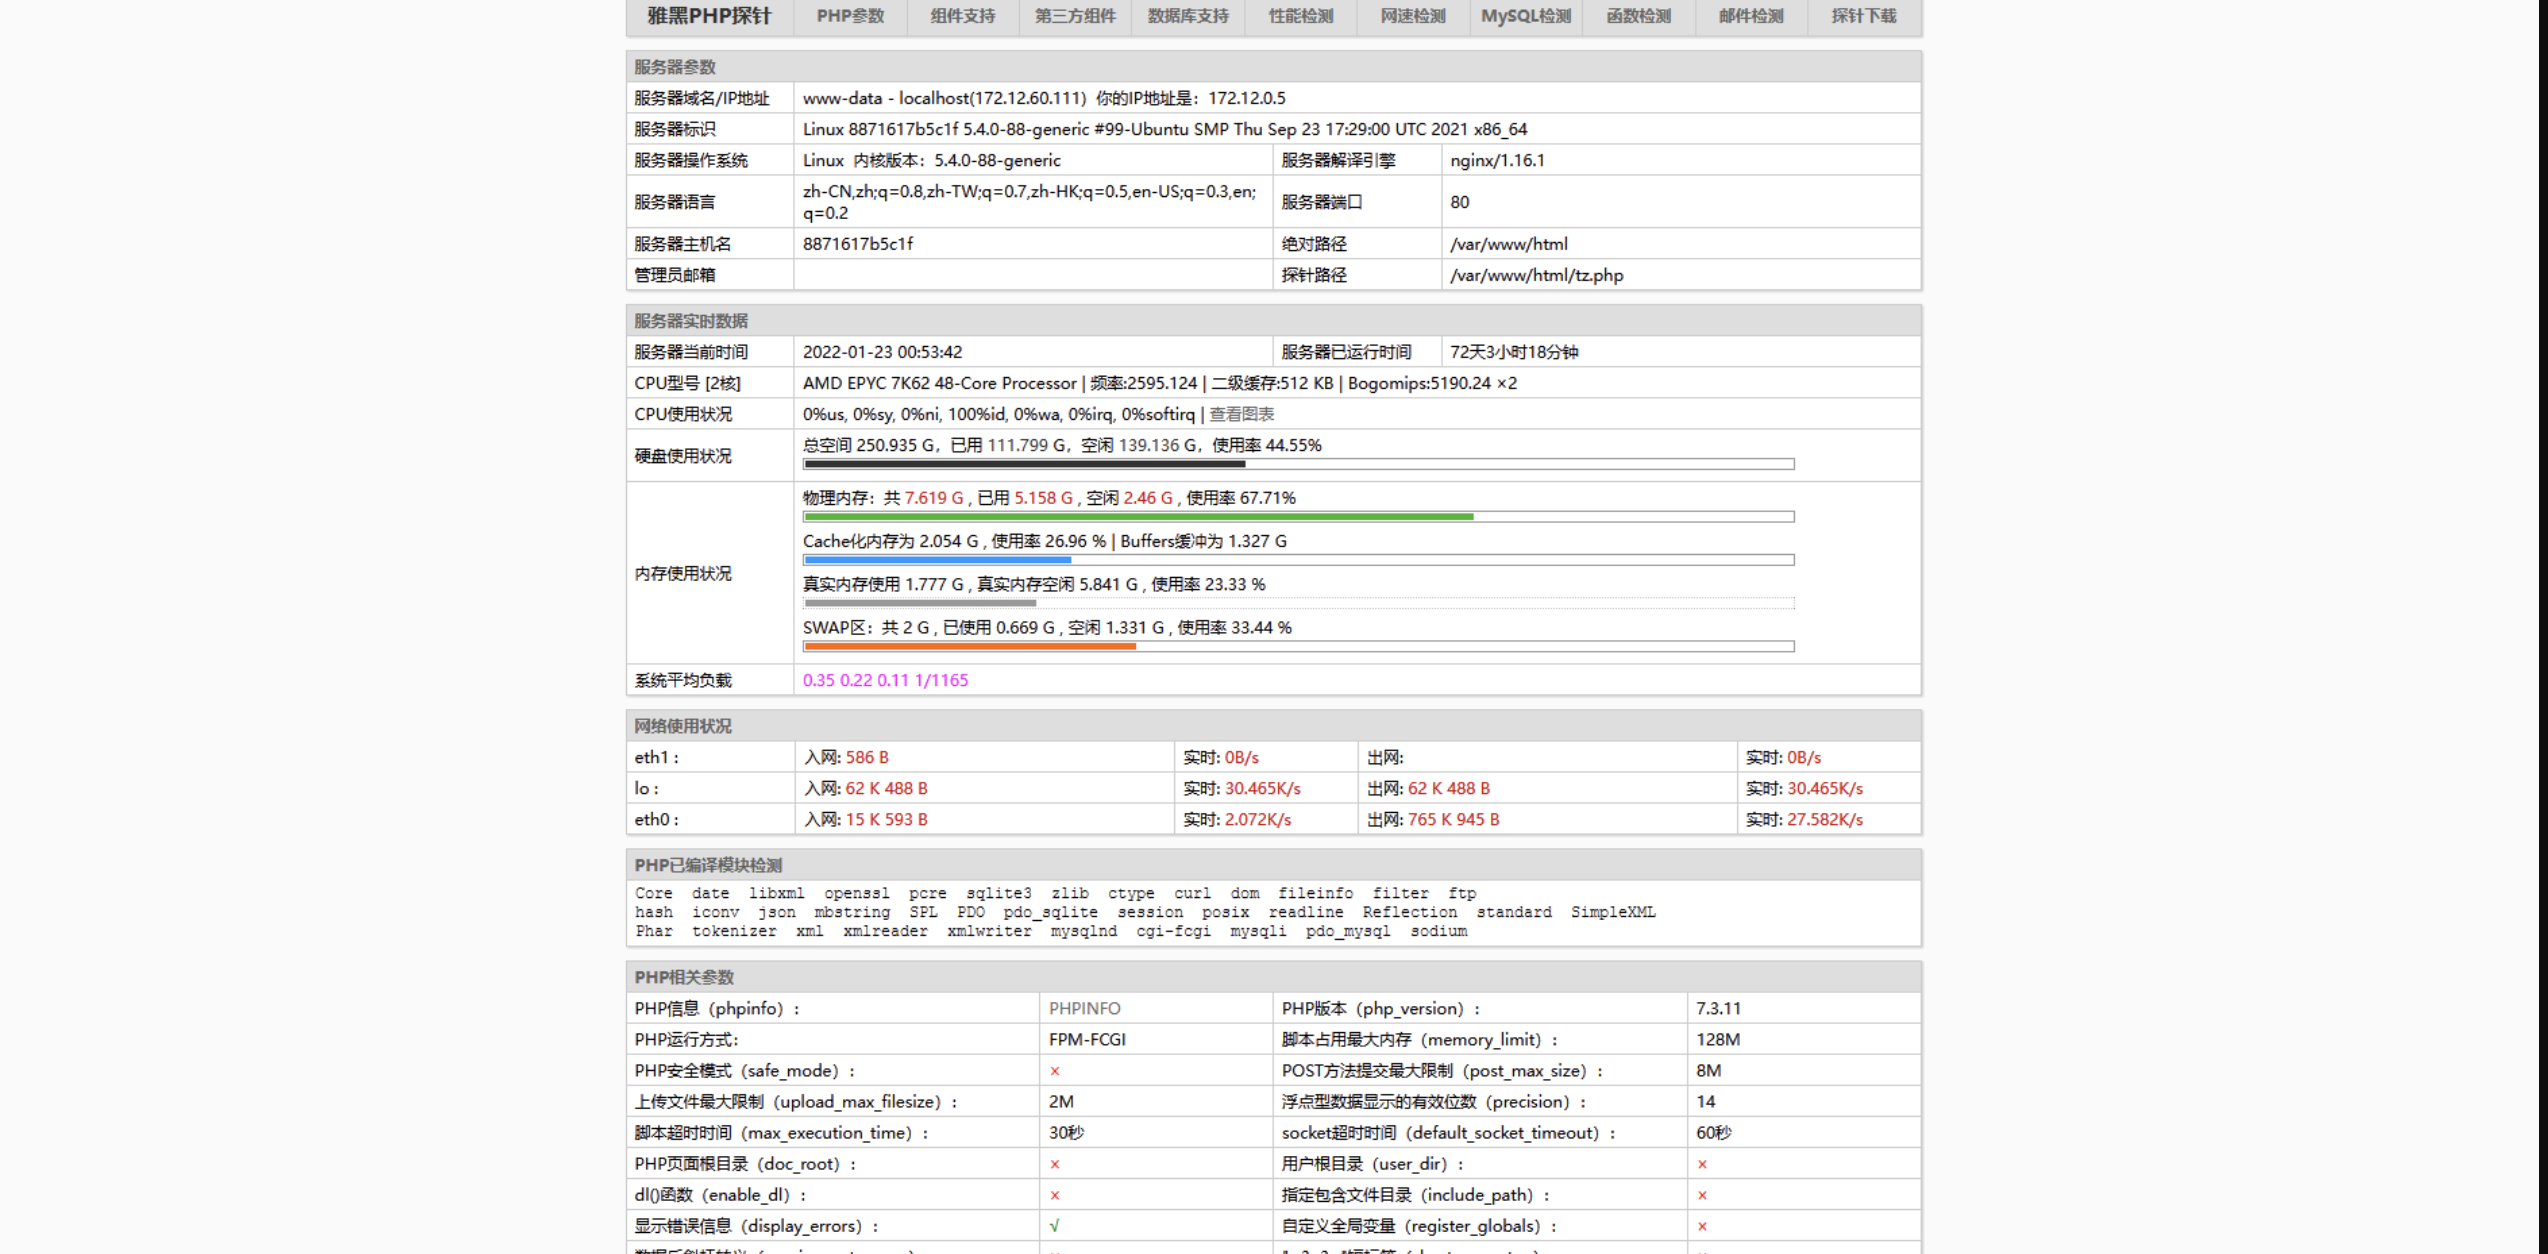 雅黑PHP探针 PHP参数 组件支持 第三方组件 数据库支持 性能检测 网速检测 MySQL检测 函数检测 邮件检测 探针下载
服务器参数
服务器域名/IP地址 www-data - localhost(172.12.60.111) 你的IP地址是：172.12.0.5
服务器标识 Linux 8871617b5c1f 5.4.0-88-generic #99-Ubuntu SMP Thu Sep 23 17:29:00 UTC 2021 x86_64
服务器操作系统 Linux 内核版本：5.4.0-88-generic 服务器解译引擎 nginx/1.16.1
服务器语言 zh-CN,zh;q=0.8,zh-TW;q=0.7,zh-HK;q=0.5,en-US;q=0.3,en;
q=0.2 服务器端口 80
服务器主机名 8871617b5c1f 绝对路径 /var/www/html
管理员邮箱 探针路径 /var/www/html/tz.php
服务器实时数据
服务器当前时间 2022-01-23 00:53:42 服务器已运行时间 72天3小时18分钟
CPU型号 [2核] AMD EPYC 7K62 48-Core Processor | 频率:2595.124 | 二级缓存:512 KB | Bogomips:5190.24 ×2
CPU使用状况 0%us, 0%sy, 0%ni, 100%id, 0%wa, 0%irq, 0%softirq | 查看图表
硬盘使用状况 总空间 250.935 G，已用 111.799 G，空闲 139.136 G，使用率 44.55%
内存使用状况 物理内存：共 7.619 G , 已用 5.158 G , 空闲 2.46 G , 使用率 67.71%
Cache化内存为 2.054 G , 使用率 26.96 % | Buffers缓冲为 1.327 G
真实内存使用 1.777 G , 真实内存空闲 5.841 G , 使用率 23.33 %
SWAP区：共 2 G , 已使用 0.669 G , 空闲 1.331 G , 使用率 33.44 %
系统平均负载 0.35 0.22 0.11 1/1165
网络使用状况
eth1 : 入网: 586 B 实时: 0B/s 出网: 实时: 0B/s
lo : 入网: 62 K 488 B 实时: 30.465K/s 出网: 62 K 488 B 实时: 30.465K/s
eth0 : 入网: 15 K 593 B 实时: 2.072K/s 出网: 765 K 945 B 实时: 27.582K/s
PHP已编译模块检测
Core date libxml openssl pcre sqlite3 zlib ctype curl dom fileinfo filter ftp
hash iconv json mbstring SPL PDO pdo_sqlite session posix readline Reflection standard SimpleXML
Phar tokenizer xml xmlreader xmlwriter mysqlnd cgi-fcgi mysqli pdo_mysql sodium
PHP相关参数
PHP信息（phpinfo）: PHPINFO PHP版本（php_version）: 7.3.11
PHP运行方式: FPM-FCGI 脚本占用最大内存（memory_limit）: 128M
PHP安全模式（safe_mode）: × POST方法提交最大限制（post_max_size）: 8M
上传文件最大限制（upload_max_filesize）: 2M 浮点型数据显示的有效位数（precision）: 14
脚本超时时间（max_execution_time）: 30秒 socket超时时间（default_socket_timeout）: 60秒
PHP页面根目录（doc_root）: × 用户根目录（user_dir）: ×
dl()函数（enable_dl）: × 指定包含文件目录（include_path）: ×
显示错误信息（display_errors）: √ 自定义全局变量（register_globals）: ×